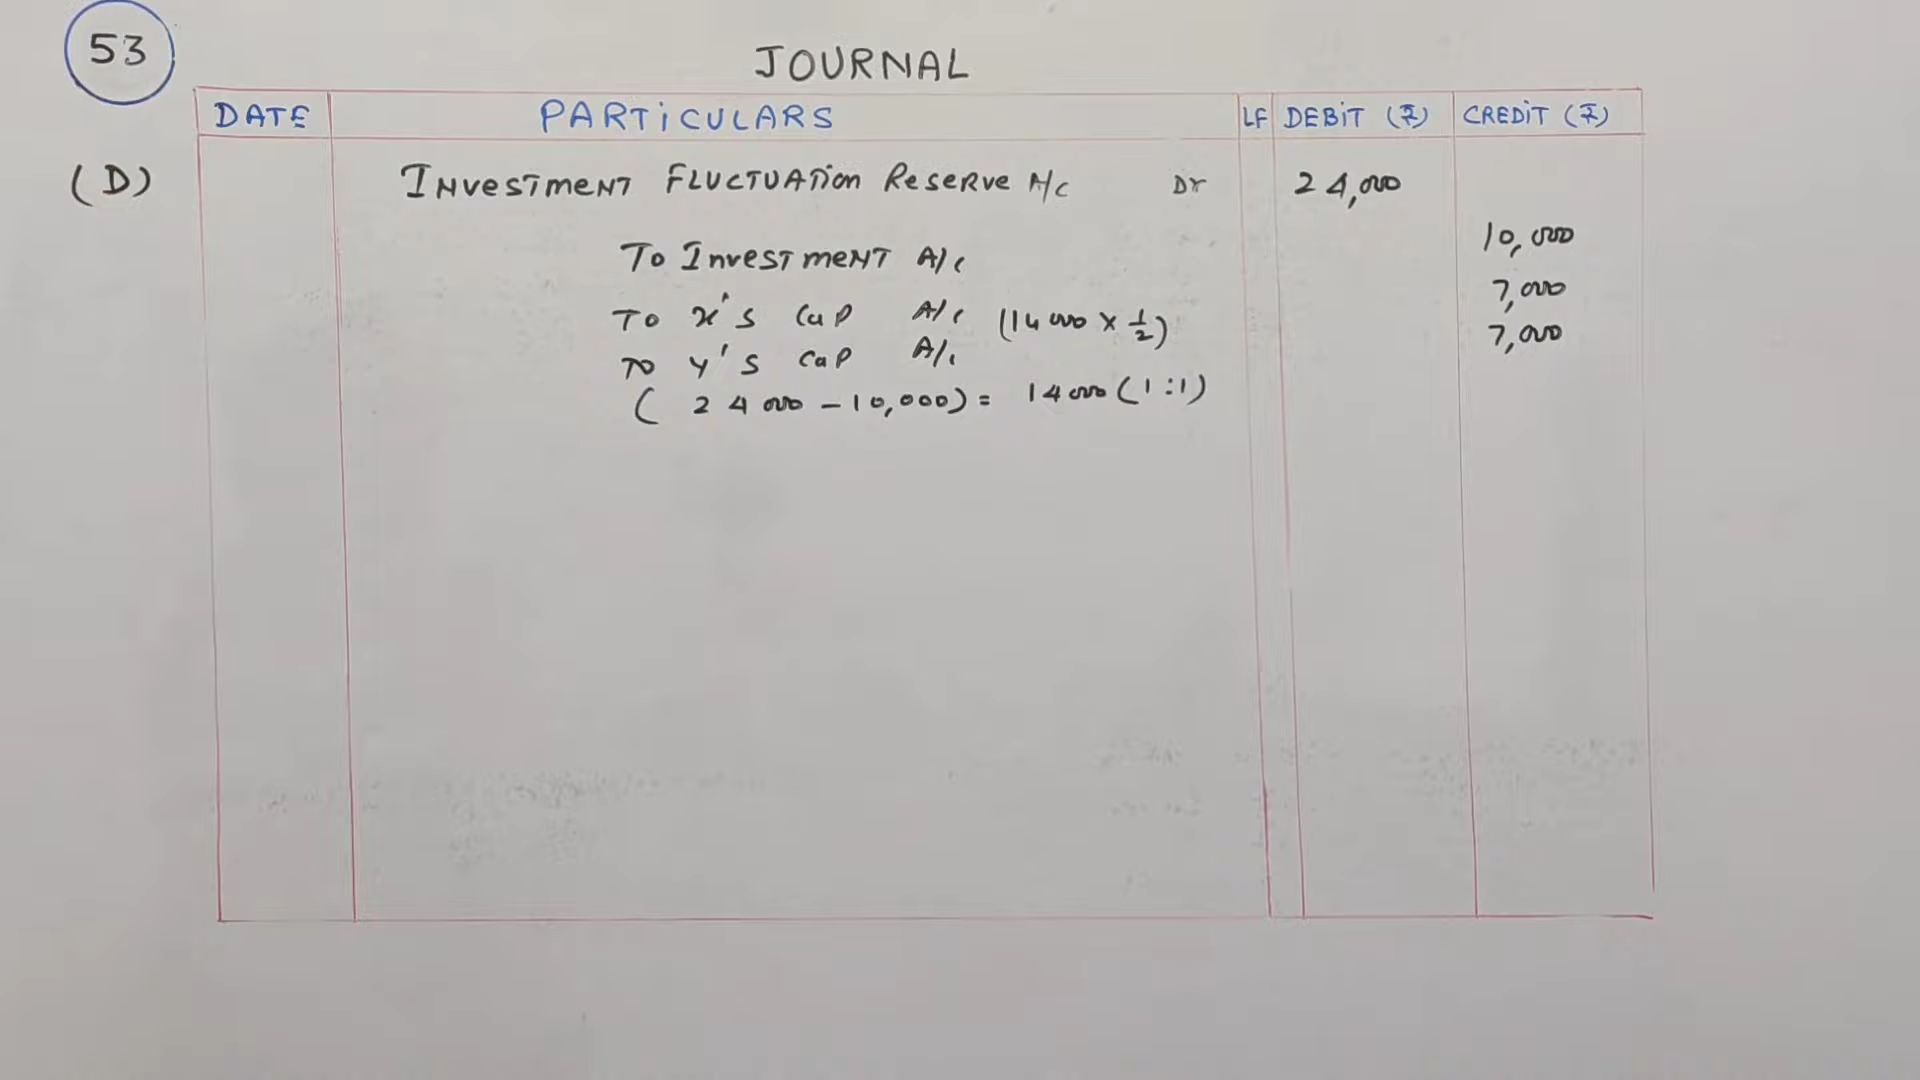 53
JOURNAL
DATE PARTICULARS LF DEBIT (₹) CREDIT (₹)
(D) INVESTMENT FLUCTUATION RESERVE A/C Dr 24,000
TO INVESTMENT A/C 10,000
TO X'S CAP A/C (14000 × 1/2) 7,000
TO Y'S CAP A/C 7,000
( 24000 – 10,000) = 14000 (1:1)